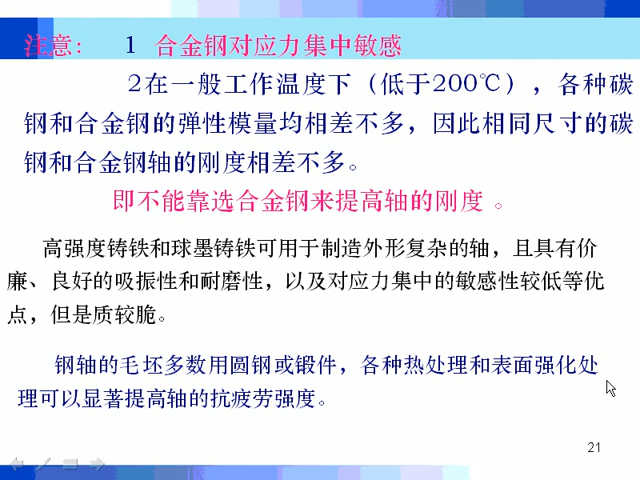 注意： 1 合金钢对应力集中敏感
2在一般工作温度下（低于200℃），各种碳
钢和合金钢的弹性模量均相差不多，因此相同尺寸的碳
钢和合金钢轴的刚度相差不多。
即不能靠选合金钢来提高轴的刚度 。
高强度铸铁和球墨铸铁可用于制造外形复杂的轴，且具有价
廉、良好的吸振性和耐磨性，以及对应力集中的敏感性较低等优
点，但是质较脆。
钢轴的毛坯多数用圆钢或锻件，各种热处理和表面强化处
理可以显著提高轴的抗疲劳强度。
21